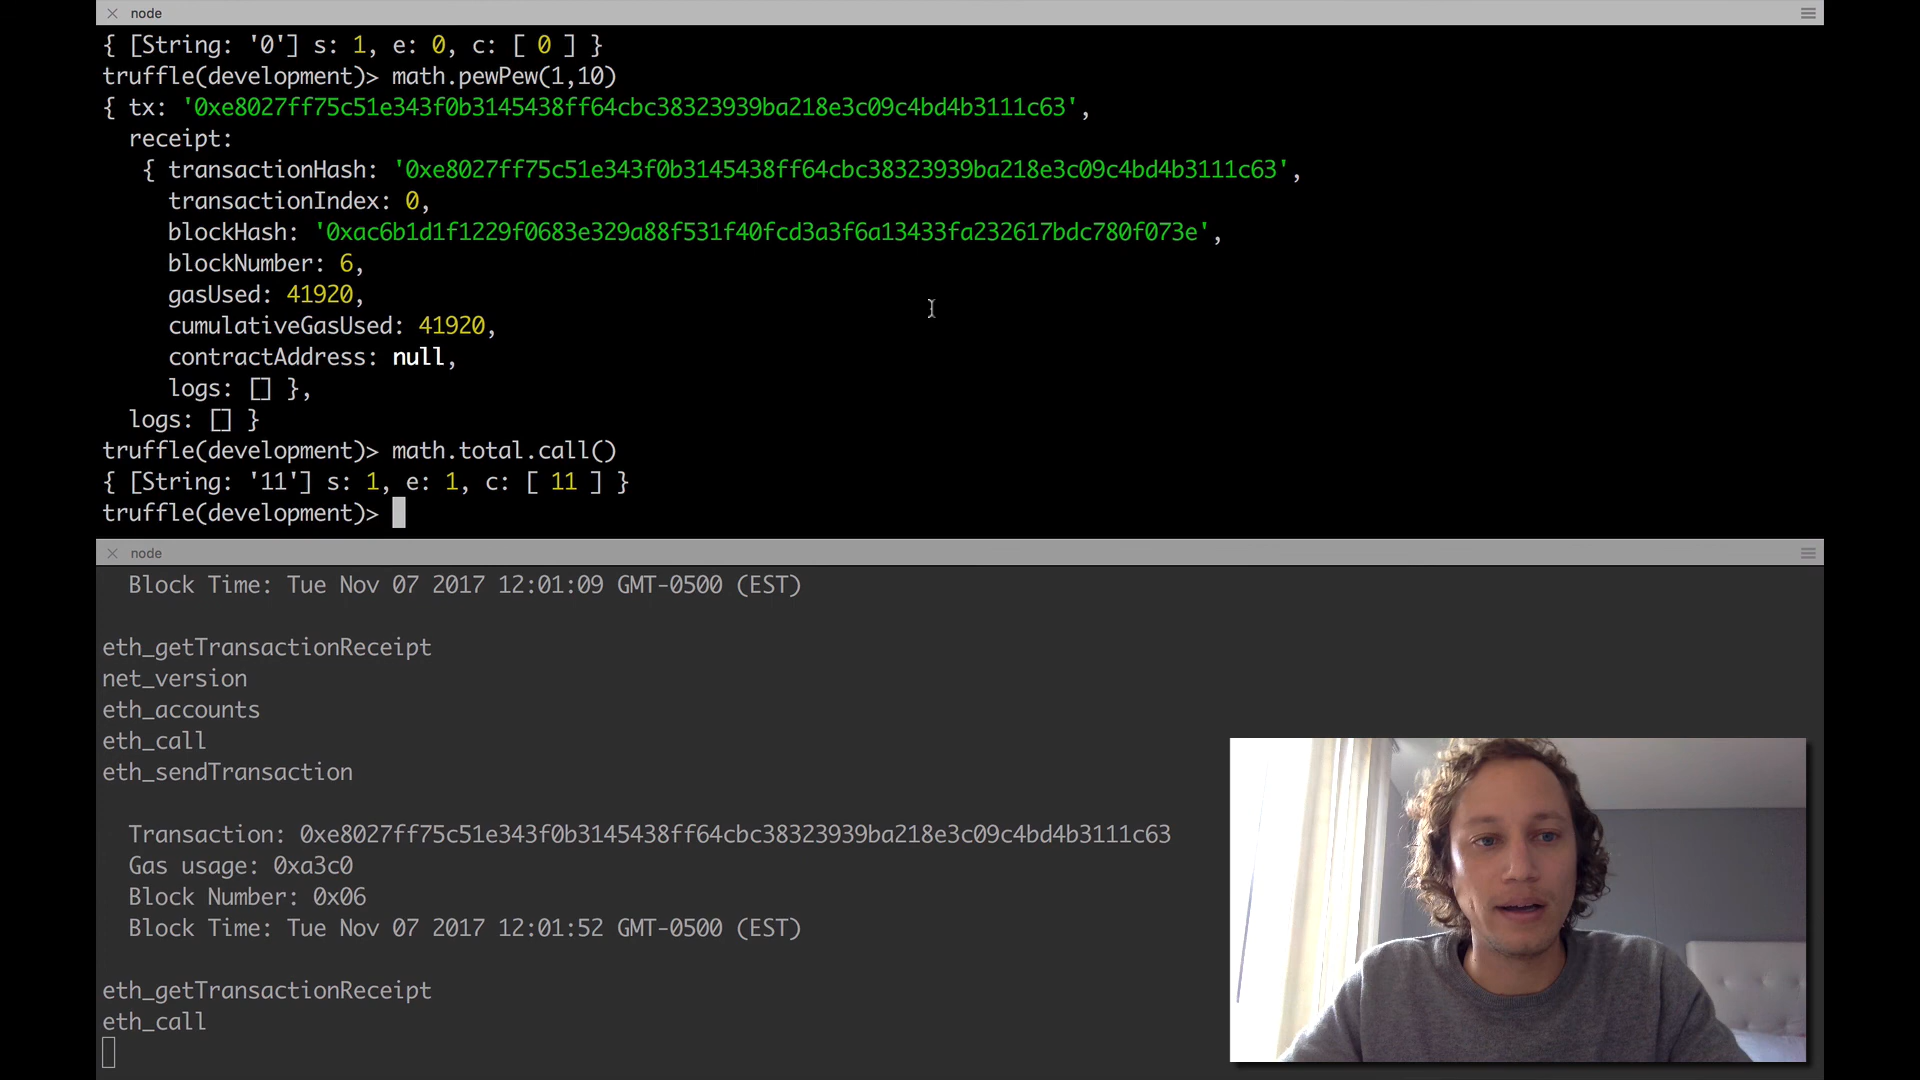 node
{ [String: '0'] s: 1, e: 0, c: [ 0 ] }
truffle(development)> math.pewPew(1,10)
{ tx: '0xe8027ff75c51e343f0b3145438ff64cbc38323939ba218e3c09c4bd4b3111c63',
receipt:
{ transactionHash: '0xe8027ff75c51e343f0b3145438ff64cbc38323939ba218e3c09c4bd4b3111c63',
transactionIndex: 0,
blockHash: '0xac6b1d1f1229f0683e329a88f531f40fcd3a3f6a13433fa232617bdc780f073e',
blockNumber: 6,
gasUsed: 41920,
cumulativeGasUsed: 41920,
contractAddress: null,
logs: [] },
logs: [] }
truffle(development)> math.total.call()
{ [String: '11'] s: 1, e: 1, c: [ 11 ] }
truffle(development)>
node
Block Time: Tue Nov 07 2017 12:01:09 GMT-0500 (EST)
eth_getTransactionReceipt
net_version
eth_accounts
eth_call
eth_sendTransaction
Transaction: 0xe8027ff75c51e343f0b3145438ff64cbc38323939ba218e3c09c4bd4b3111c63
Gas usage: 0xa3c0
Block Number: 0x06
Block Time: Tue Nov 07 2017 12:01:52 GMT-0500 (EST)
eth_getTransactionReceipt
eth_call